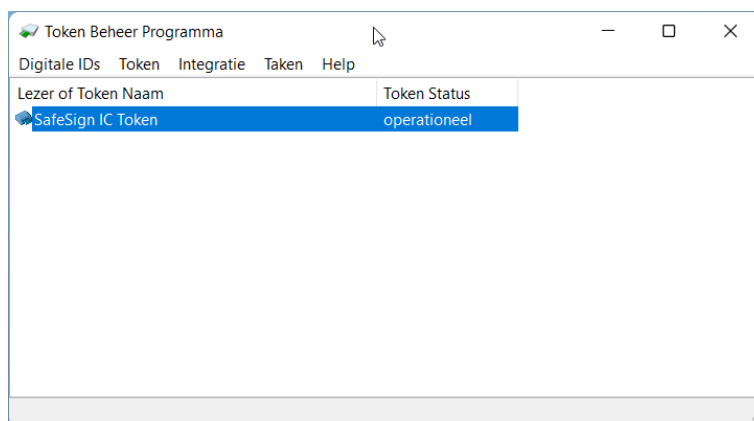 Token Beheer Programma
Digitale IDs Token Integratie Taken Help
Lezer of Token Naam Token Status
SafeSign IC Token operationeel